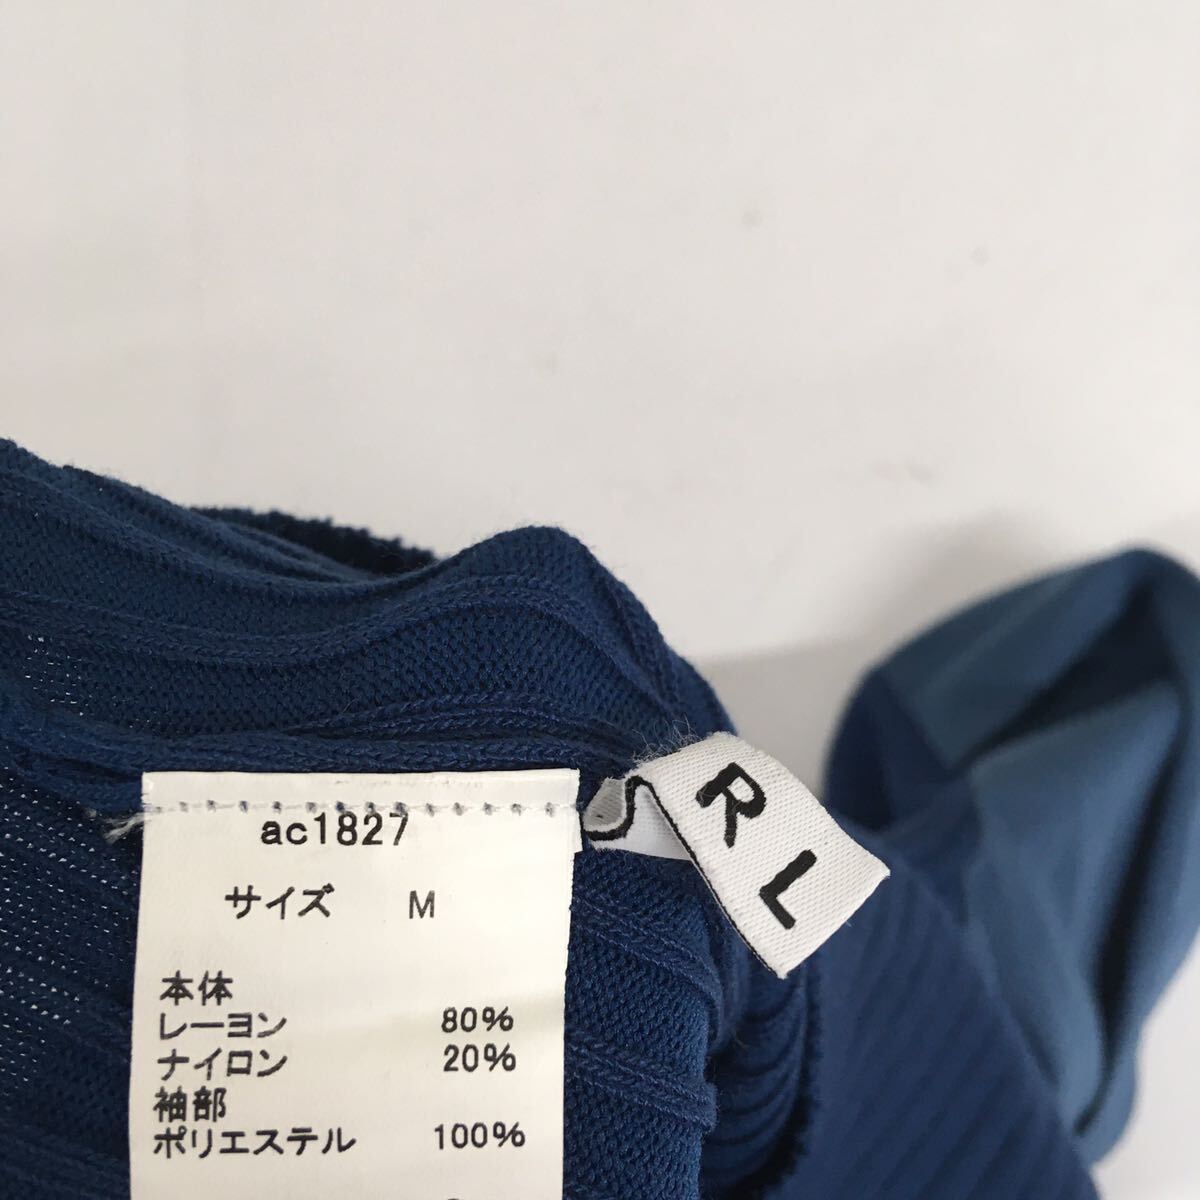 ac1827
サイズ M
本体
レーヨン 80%
ナイロン 20%
袖部
ポリエステル 100%
RL